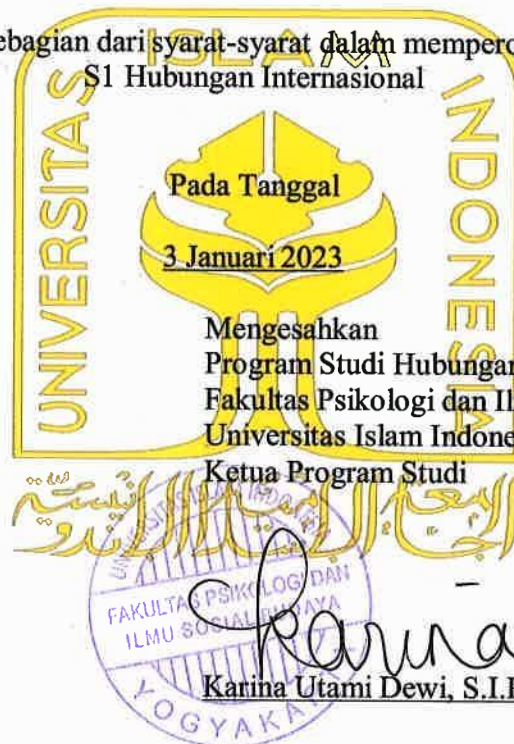 ebagian dari syarat-syarat dalam mempero
S1 Hubungan Internasional
UNIVERSITAS ISLAM INDONESIA
Pada Tanggal
3 Januari 2023
Mengesahkan
Program Studi Hubungan
Fakultas Psikologi dan Il
Universitas Islam Indone
Ketua Program Studi
FAKULTAS PSIKOLOGI DAN
ILMU SOSIAL BUDAYA
YOGYAKARTA
Karina
Karina Utami Dewi, S.I.P